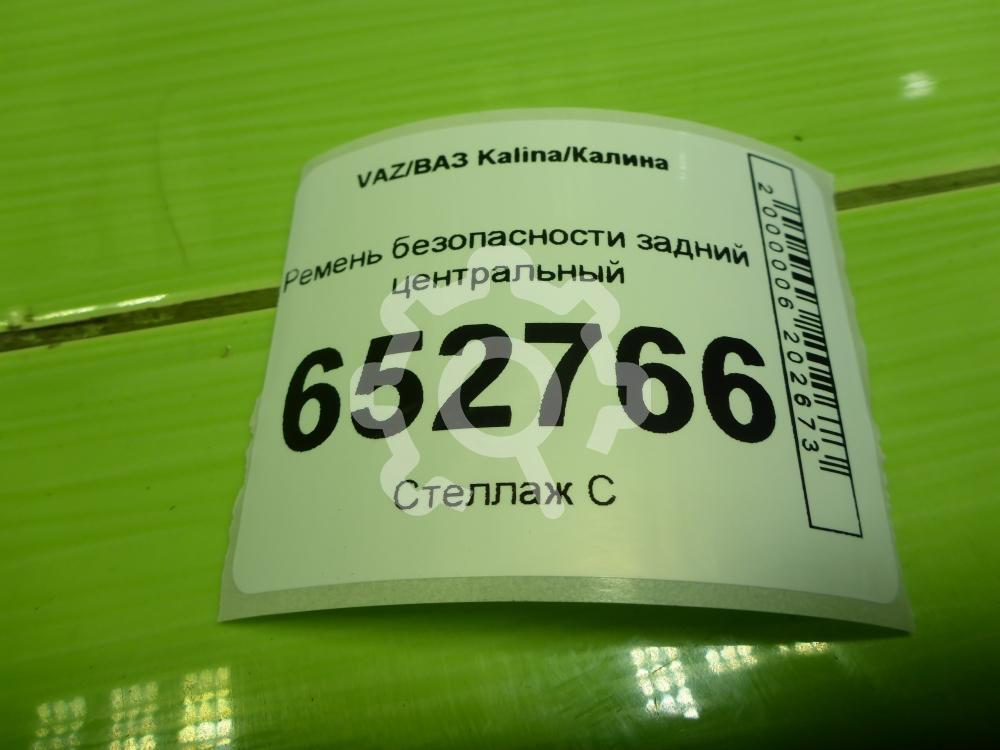 VAZ/ВАЗ Kalina/Калина
Ремень безопасности задний
центральный
652766
Стеллаж С
2000006202673